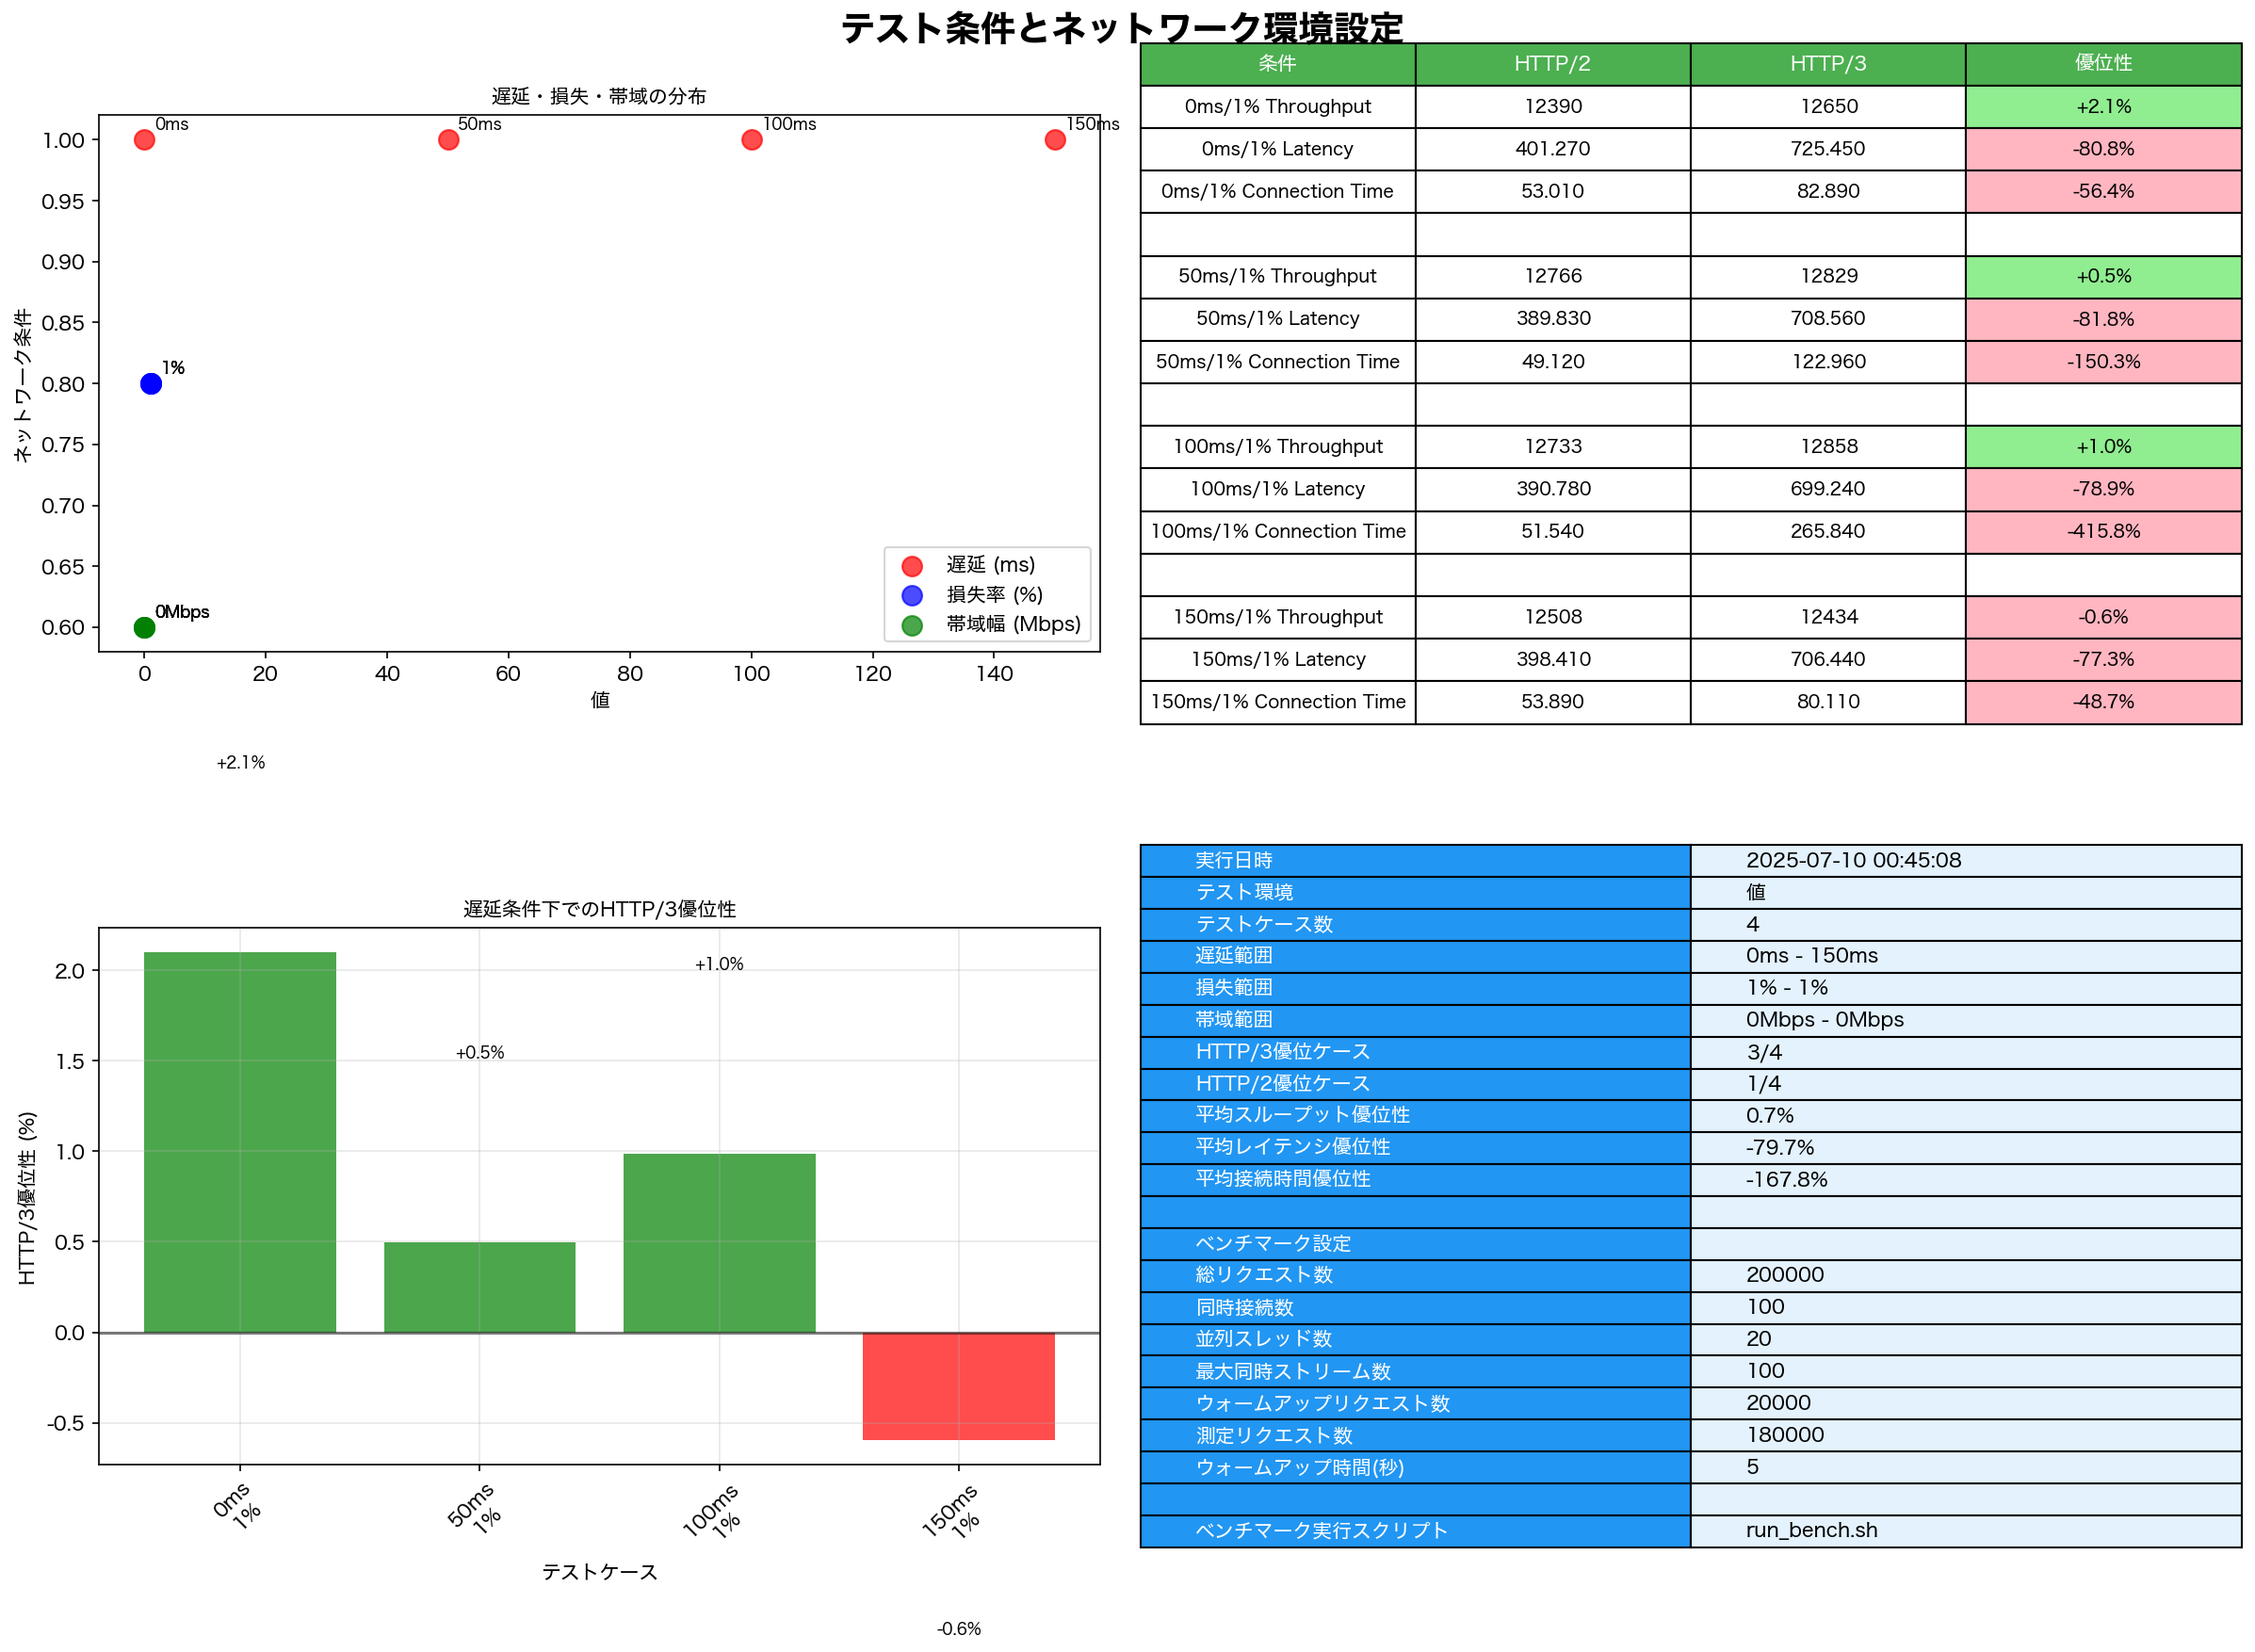 テスト条件とネットワーク環境設定
遅延・損失・帯域の分布
1.00
0.95
0.90
0.85
0.80
0.75
0.70
0.65
0.60
ネットワーク条件
0ms
50ms
100ms
150ms
1%
0Mbps
遅延 (ms)
損失率 (%)
帯域幅 (Mbps)
0 20 40 60 80 100 120 140
値
条件 HTTP/2 HTTP/3 優位性
0ms/1% Throughput 12390 12650 +2.1%
0ms/1% Latency 401.270 725.450 -80.8%
0ms/1% Connection Time 53.010 82.890 -56.4%
50ms/1% Throughput 12766 12829 +0.5%
50ms/1% Latency 389.830 708.560 -81.8%
50ms/1% Connection Time 49.120 122.960 -150.3%
100ms/1% Throughput 12733 12858 +1.0%
100ms/1% Latency 390.780 699.240 -78.9%
100ms/1% Connection Time 51.540 265.840 -415.8%
150ms/1% Throughput 12508 12434 -0.6%
150ms/1% Latency 398.410 706.440 -77.3%
150ms/1% Connection Time 53.890 80.110 -48.7%
+2.1%
遅延条件下でのHTTP/3優位性
2.0
1.5
1.0
0.5
0.0
-0.5
HTTP/3優位性 (%)
+0.5%
+1.0%
0ms
1%
50ms
1%
100ms
1%
150ms
1%
テストケース
-0.6%
実行日時 2025-07-10 00:45:08
テスト環境 値
テストケース数 4
遅延範囲 0ms - 150ms
損失範囲 1% - 1%
帯域範囲 0Mbps - 0Mbps
HTTP/3優位ケース 3/4
HTTP/2優位ケース 1/4
平均スループット優位性 0.7%
平均レイテンシ優位性 -79.7%
平均接続時間優位性 -167.8%
ベンチマーク設定
総リクエスト数 200000
同時接続数 100
並列スレッド数 20
最大同時ストリーム数 100
ウォームアップリクエスト数 20000
測定リクエスト数 180000
ウォームアップ時間(秒) 5
ベンチマーク実行スクリプト run_bench.sh